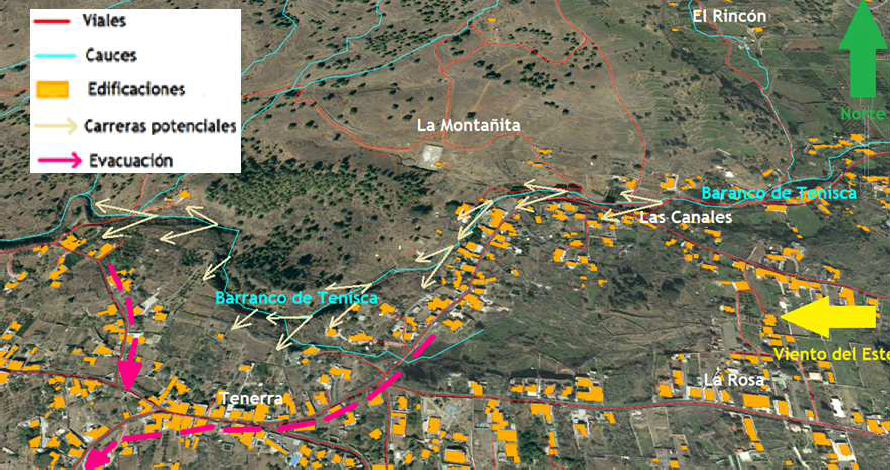 Viales
Cauces
Edificaciones
Carreras potenciales
Evacuación
El Rincón
Norte
La Montañita
Baranco de Tenisca
Las Canales
Barranco de Tenisca
Viento del Este
La Rosa
Tenerra